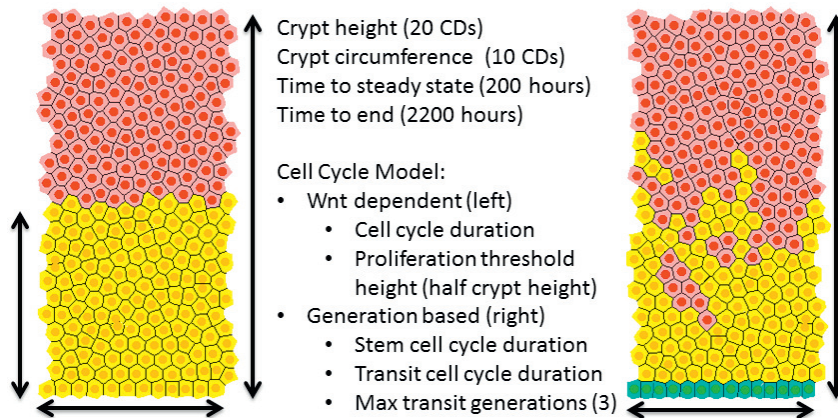 Crypt height (20 CDs)
Crypt circumference (10 CDs)
Time to steady state (200 hours)
Time to end (2200 hours)
Cell Cycle Model:
• Wnt dependent (left)
• Cell cycle duration
• Proliferation threshold
height (half crypt height)
• Generation based (right)
• Stem cell cycle duration
• Transit cell cycle duration
• Max transit generations (3)